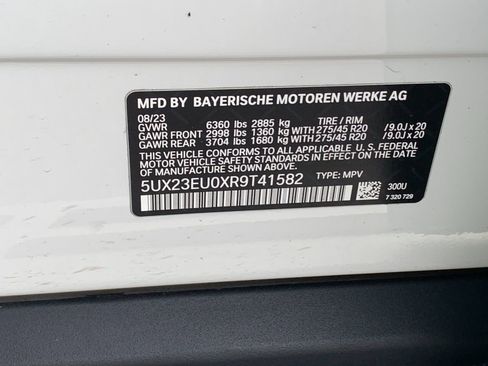 MFD BY BAYERISCHE MOTOREN WERKE AG
08/23
GVWR 6360 lbs 2885 kg TIRE / RIM
GAWR FRONT 2998 lbs 1360 kg WITH 275/45 R20 /9.0J x 20
GAWR REAR 3704 lbs 1680 kg WITH 275/45 R20 /9.0J x 20
THIS VEHICLE CONFORMS TO ALL APPLICABLE U. S. FEDERAL
MOTOR VEHICLE SAFETY STANDARDS IN EFFECT ON THE DATE
OF MANUFACTURE SHOWN ABOVE.
5UX23EU0XR9T41582 TYPE: MPV
300U
7 320 729